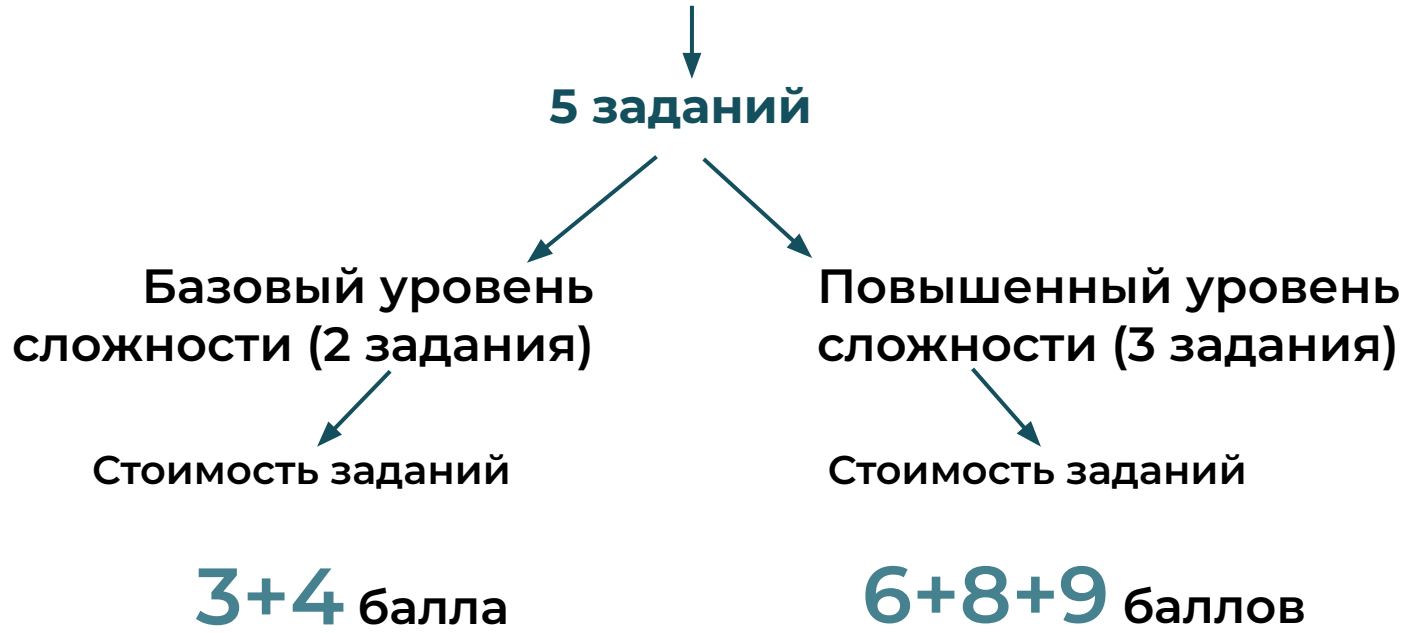 5 заданий
Базовый уровень
сложности (2 задания)
Повышенный уровень
сложности (3 задания)
Стоимость заданий
Стоимость заданий
3+4 балла
6+8+9 баллов